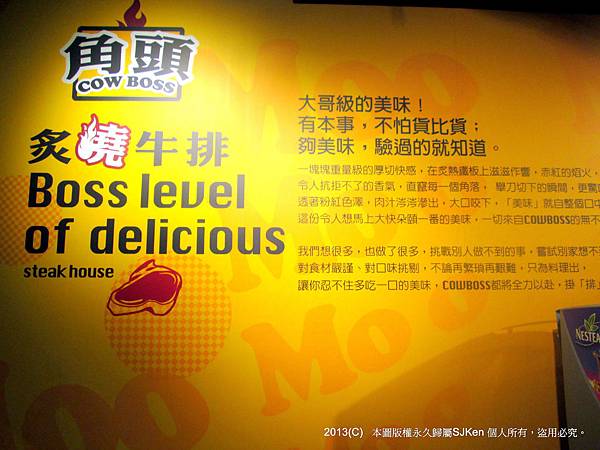 角頭
COW BOSS
炙燒牛排
Boss level
of delicious
steak house
大哥級的美味！
有本事，不怕貨比貨；
夠美味，驗過的就知道。
一塊塊重量級的厚切快感，在炙熱鐵板上滋滋作響，赤紅的焰火，
令人抗拒不了的香氣，直竄每一個角落， 舉刀切下的瞬間，更驚
透著粉紅色澤，肉汁滂滂滲出，大口咬下，「美味」就自整個口中
這份令人想馬上大快朵頤一番的美味，一切來自COWBOSS的無不
我們想很多，也做了很多，挑戰別人做不到的事，嘗試別家想不
對食材嚴謹、對口味挑剔，不論再繁瑣再艱難，只為料理出，
讓你忍不住多吃一口的美味，COWBOSS都將全力以赴，掛「排」
Moo
Moo
Moo
NESTEA
2013(C) 本圖版權永久歸屬SJKen 個人所有，盜用必究。